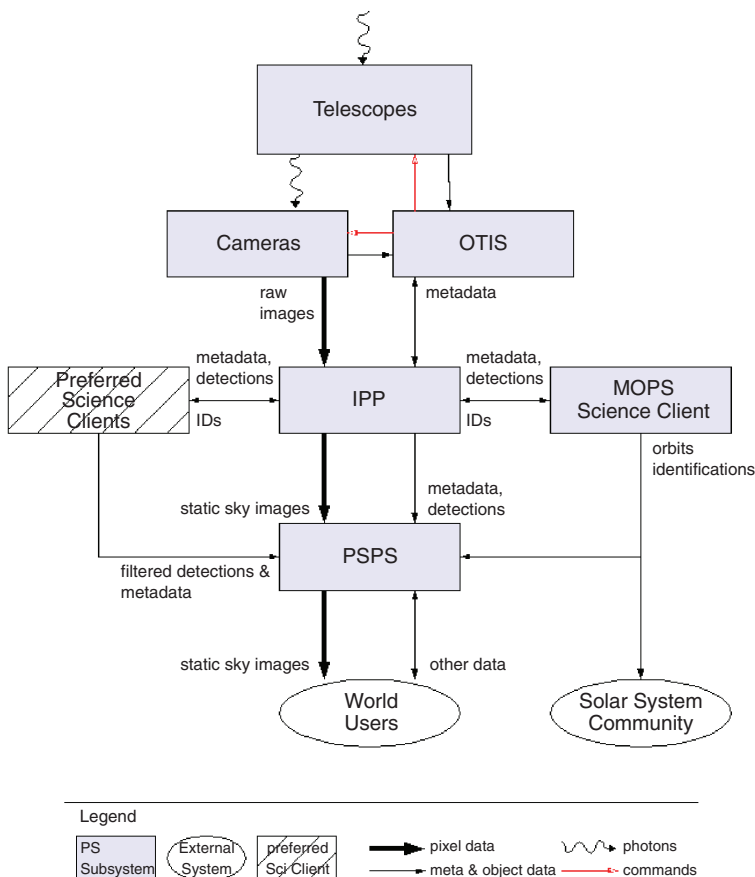 Telescopes
Cameras
OTIS
raw
images
metadata
Preferred
Science
Clients
metadata,
detections
IDs
IPP
metadata,
detections
IDs
MOPS
Science Client
orbits
identifications
static sky images
metadata,
detections
PSPS
filtered detections &
metadata
static sky images
other data
World
Users
Solar System
Community
Legend
PS
Subsystem
External
System
preferred
Sci Client
pixel data
meta & object data
photons
commands